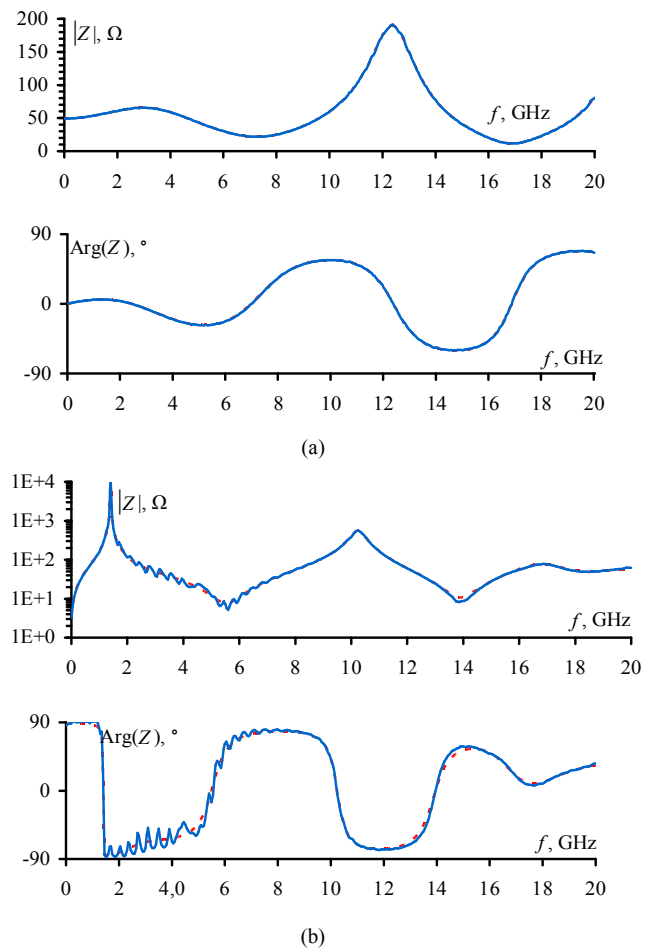 200
|Z|, Ω
150
100
50
f, GHz
0
0 2 4 6 8 10 12 14 16 18 20
90
Arg(Z), °
0
f, GHz
-90
0 2 4 6 8 10 12 14 16 18 20
(a)
1E+4
|Z|, Ω
1E+3
1E+2
1E+1
f, GHz
1E+0
0 2 4 6 8 10 12 14 16 18 20
90
Arg(Z), °
0
f, GHz
-90
0 2 4,0 6 8 10 12 14 16 18 20
(b)